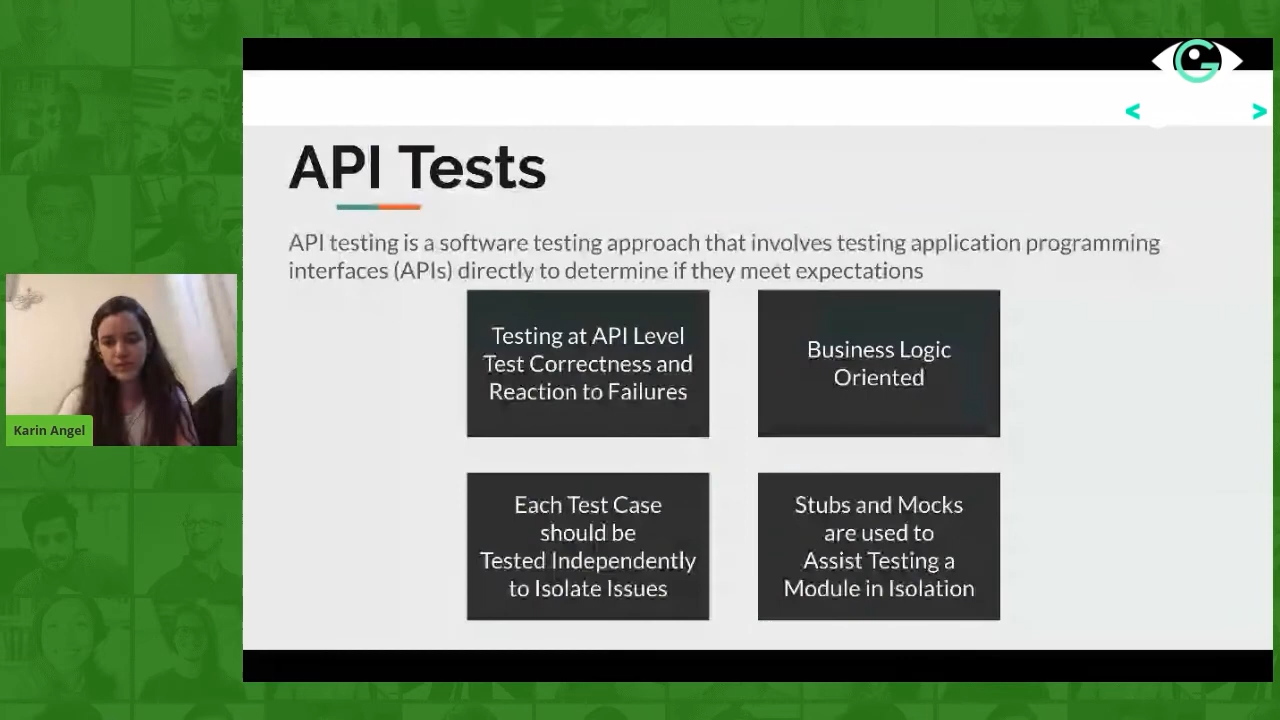 API Tests
API testing is a software testing approach that involves testing application programming
interfaces (APIs) directly to determine if they meet expectations
Testing at API Level
Test Correctness and
Reaction to Failures
Business Logic
Oriented
Each Test Case
should be
Tested Independently
to Isolate Issues
Stubs and Mocks
are used to
Assist Testing a
Module in Isolation
Karin Angel
G
< >